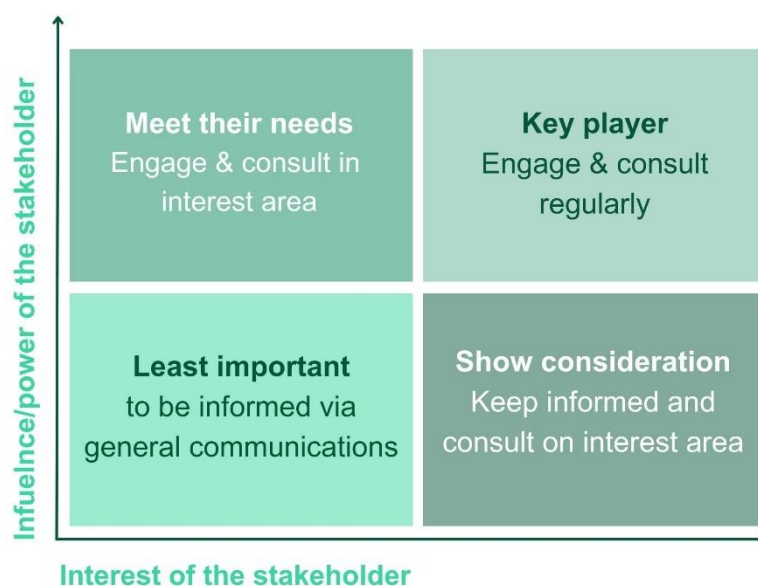 Infuelnce/power of the stakeholder
Meet their needs
Engage & consult in
interest area
Key player
Engage & consult
regularly
Least important
to be informed via
general communications
Show consideration
Keep informed and
consult on interest area
Interest of the stakeholder